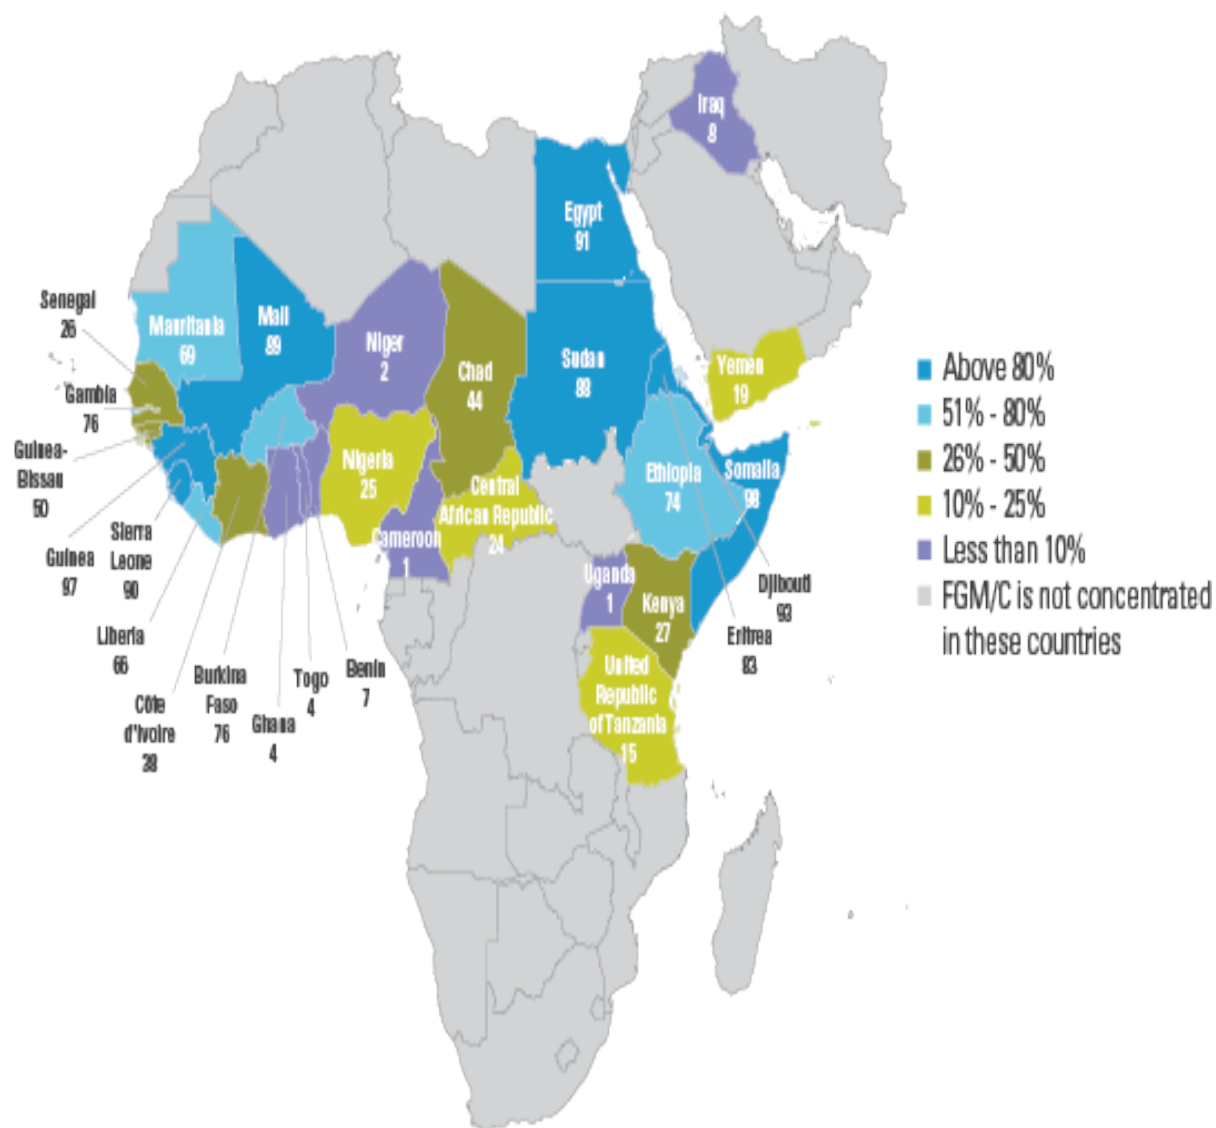 Iraq
8
Egypt
91
Senegal
26
Mauritania
69
Mali
89
Niger
2
Chad
44
Sudan
88
Yemen
19
Gambia
76
Guinea-
Bissau
50
Nigeria
25
Central
African Republic
24
Ethiopia
74
Somalia
98
Guinea
97
Sierra
Leone
90
Cameroon
1
Uganda
1
Kenya
27
Djibouti
93
Eritrea
83
Liberia
66
Côte
d'Ivoire
38
Burkina
Faso
76
Ghana
4
Togo
4
Benin
7
United
Republic
of Tanzania
15
Above 80%
51% - 80%
26% - 50%
10% - 25%
Less than 10%
FGM/C is not concentrated
in these countries